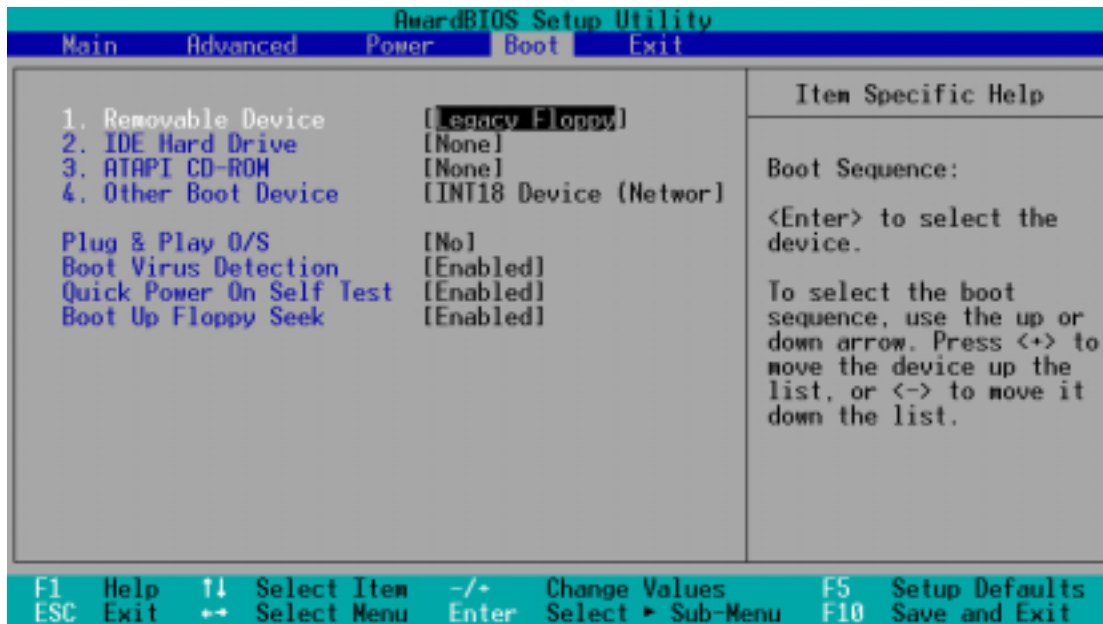 AwardBIOS Setup Utility
Main Advanced Power Boot Exit
1. Removable Device [Legacy Floppy]
2. IDE Hard Drive [None]
3. ATAPI CD-ROM [None]
4. Other Boot Device [INT18 Device (Networ]
Plug & Play O/S [No]
Boot Virus Detection [Enabled]
Quick Power On Self Test [Enabled]
Boot Up Floppy Seek [Enabled]
Item Specific Help
Boot Sequence:
<Enter> to select the
device.
To select the boot
sequence, use the up or
down arrow. Press <+> to
move the device up the
list, or <-> to move it
down the list.
F1 Help ↑↓ Select Item -/+ Change Values F5 Setup Defaults
ESC Exit ←→ Select Menu Enter Select ► Sub-Menu F10 Save and Exit